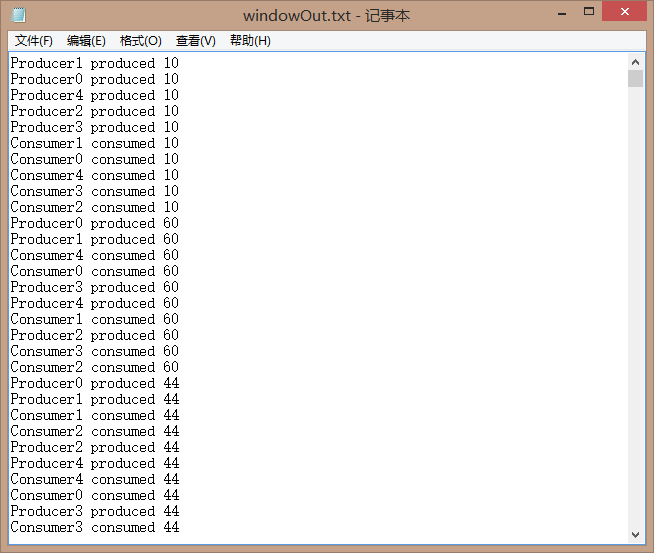 windowOut.txt - 记事本
文件(F) 编辑(E) 格式(O) 查看(V) 帮助(H)
Producer1 produced 10
Producer0 produced 10
Producer4 produced 10
Producer2 produced 10
Producer3 produced 10
Consumer1 consumed 10
Consumer0 consumed 10
Consumer4 consumed 10
Consumer3 consumed 10
Consumer2 consumed 10
Producer0 produced 60
Producer1 produced 60
Consumer4 consumed 60
Consumer0 consumed 60
Producer3 produced 60
Producer4 produced 60
Consumer1 consumed 60
Producer2 produced 60
Consumer3 consumed 60
Consumer2 consumed 60
Producer0 produced 44
Producer1 produced 44
Consumer1 consumed 44
Consumer2 consumed 44
Producer2 produced 44
Producer4 produced 44
Consumer4 consumed 44
Consumer0 consumed 44
Producer3 produced 44
Consumer3 consumed 44